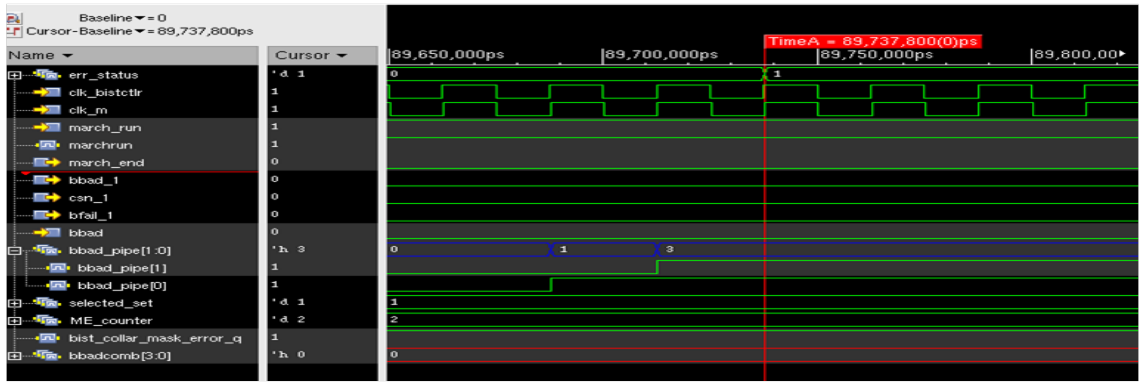 Baseline ▼= 0
Cursor-Baseline ▼= 89,737,800ps
TimeA = 89,737,800(0)ps
Name ▼ Cursor ▼ 89,650,000ps 89,700,000ps 89,750,000ps 89,800,00
err_status 'd 1 0 1
clk_bistctlr 1
clk_m 1
march_run 1
marchrun 1
march_end 0
bbad_1 0
csn_1 0
bfail_1 0
bbad 0
bbad_pipe[1:0] 'h 3 0 1 3
bbad_pipe[1] 1
bbad_pipe[0] 1
selected_set 'd 1 1
ME_counter 'd 2 2
bist_collar_mask_error_q 1
bbadcomb[3:0] 'h 0 0